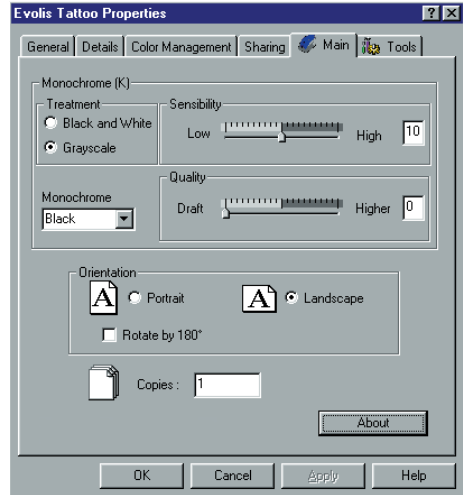 Evolis Tattoo Properties
General Details Color Management Sharing Main Tools
Monochrome (K)
Treatment
Black and White
Grayscale
Sensibility
Low High 10
Monochrome
Black
Quality
Draft Higher 0
Orientation
A Portrait A Landscape
Rotate by 180°
Copies : 1
About
OK Cancel Apply Help